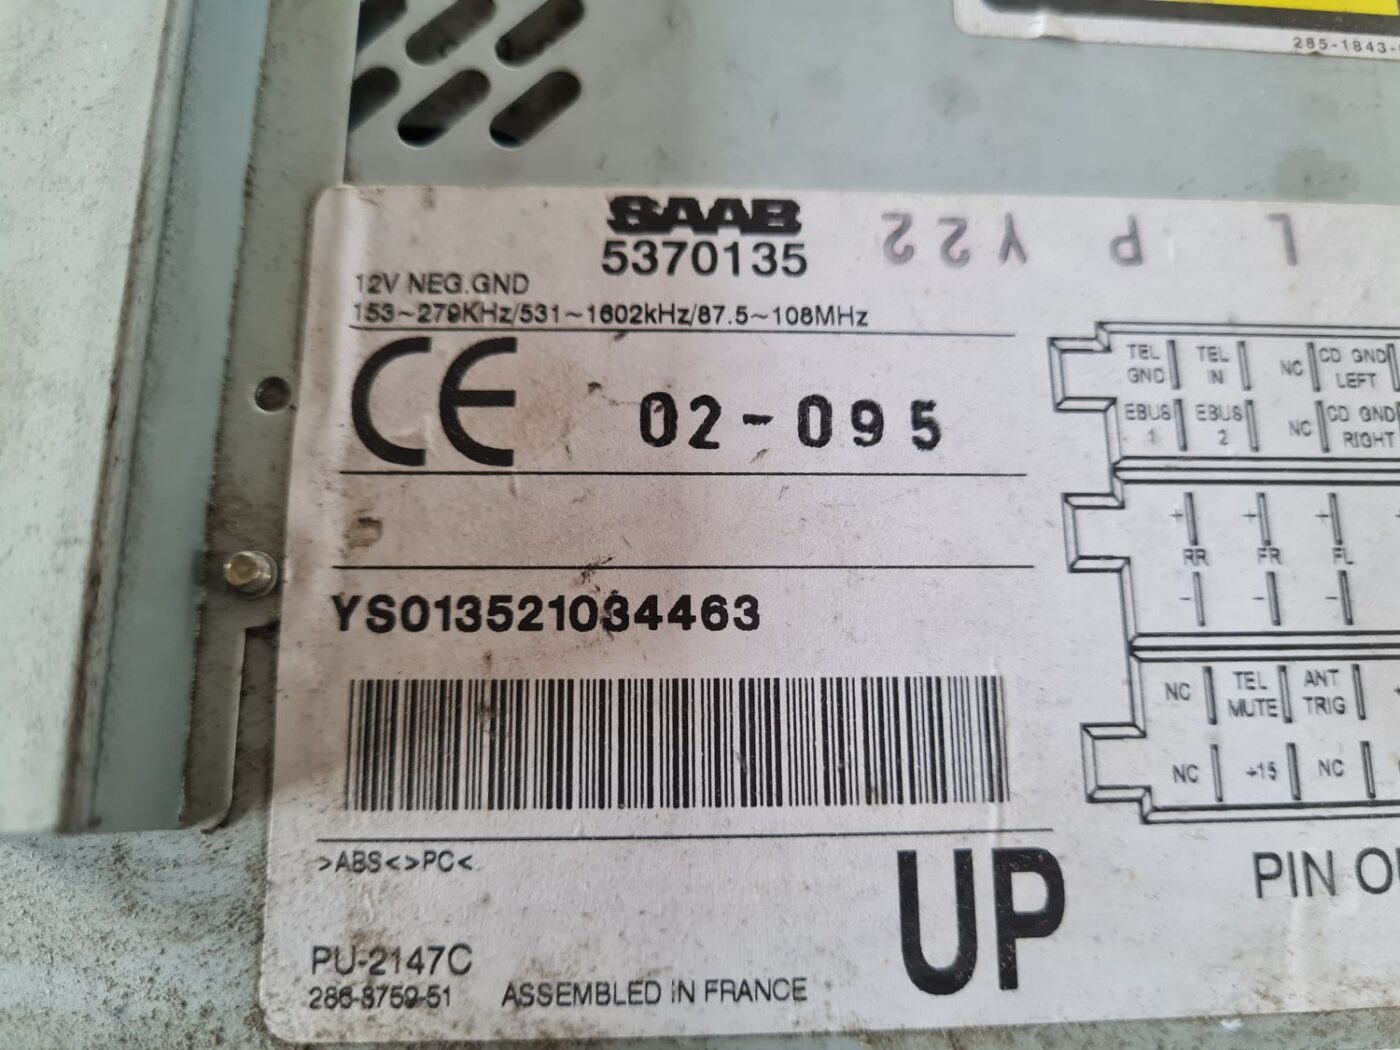 285-1843-
SAAB
5370135
Y22 P L
12V NEG.GND
153~279KHz/531~1602kHz/87.5~108MHz
CE 02-095
YS013521034463
TEL GND
TEL IN
NC
CD GND LEFT
EBUS 1
EBUS 2
NC
CD GND RIGHT
+ + +
RR FR FL
- - -
NC
TEL MUTE
ANT TRIG
NC +15 NC
>ABS<>PC<
UP
PIN
PU-2147C
286-8759-51 ASSEMBLED IN FRANCE